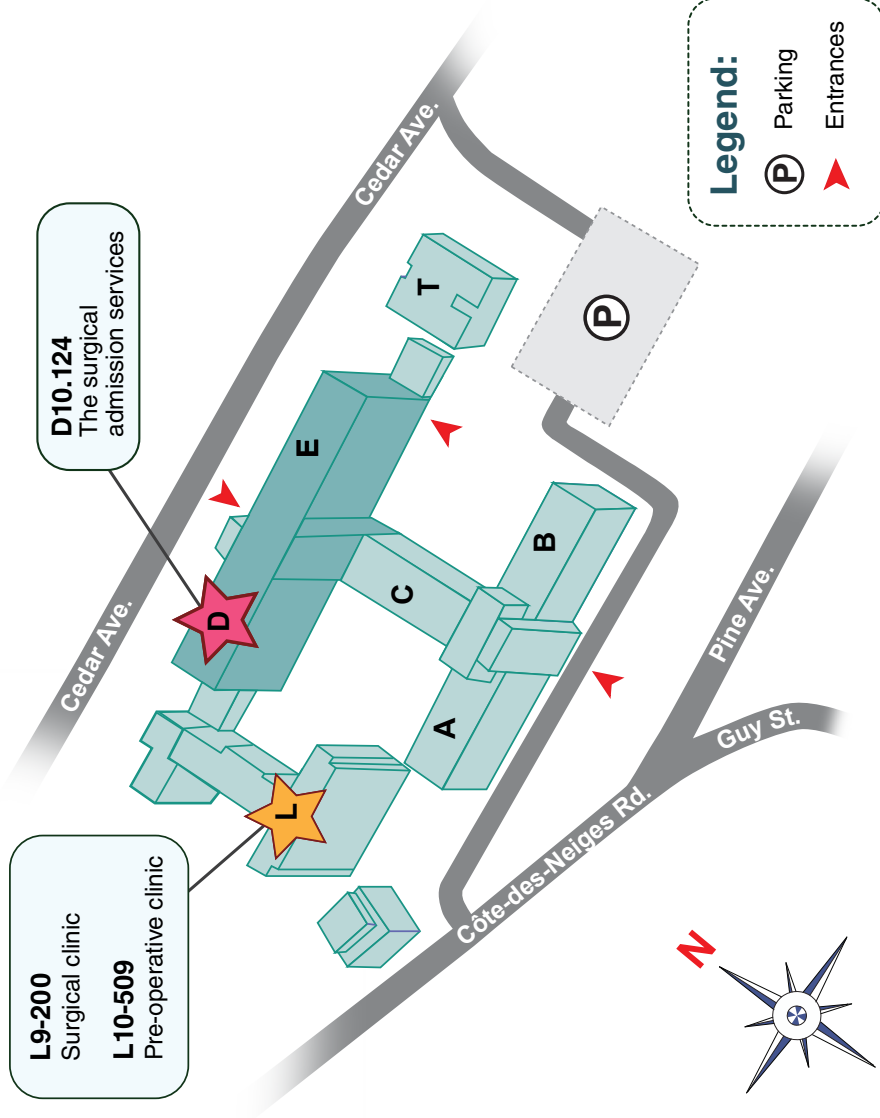 L9-200
Surgical clinic
L10-509
Pre-operative clinic
D10.124
The surgical
admission services
Cedar Ave.
Cedar Ave.
D
E
T
L
C
A
B
P
Côte-des-Neiges Rd.
Guy St.
Pine Ave.
N
Legend:
P Parking
Entrances